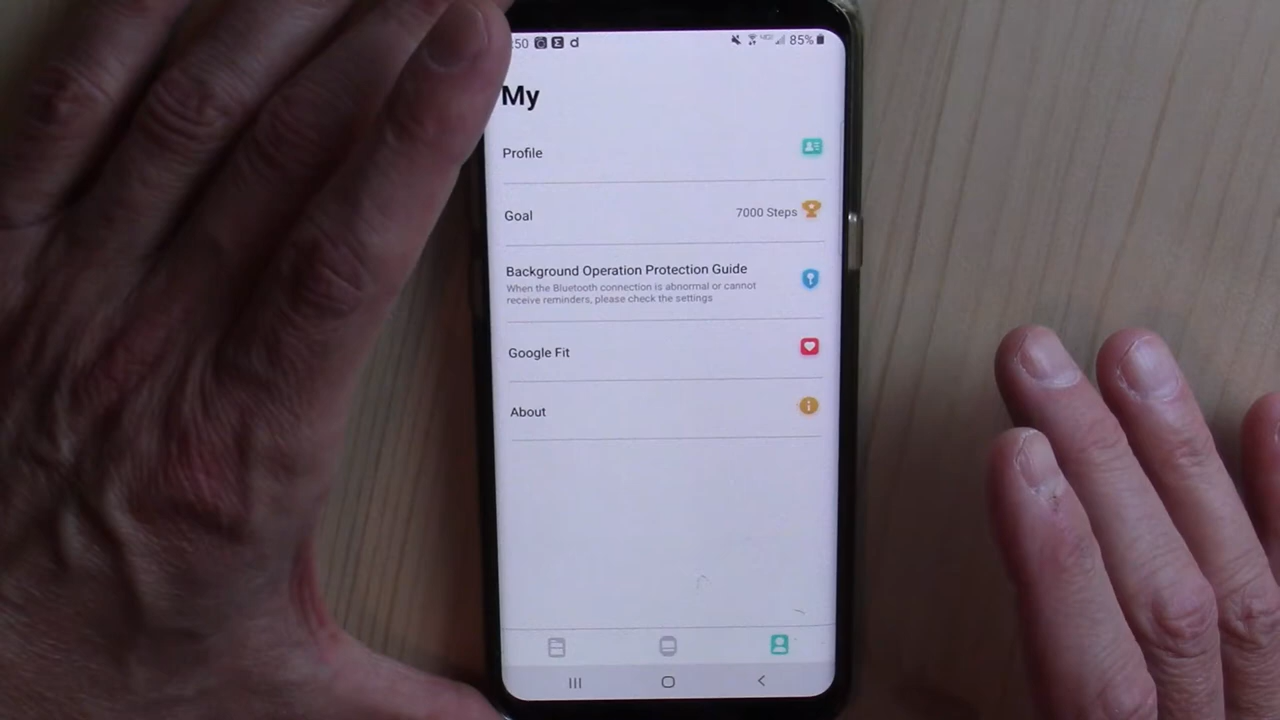 :50 d 85%
My
Profile
Goal 7000 Steps
Background Operation Protection Guide
When the Bluetooth connection is abnormal or cannot
receive reminders, please check the settings
Google Fit
About